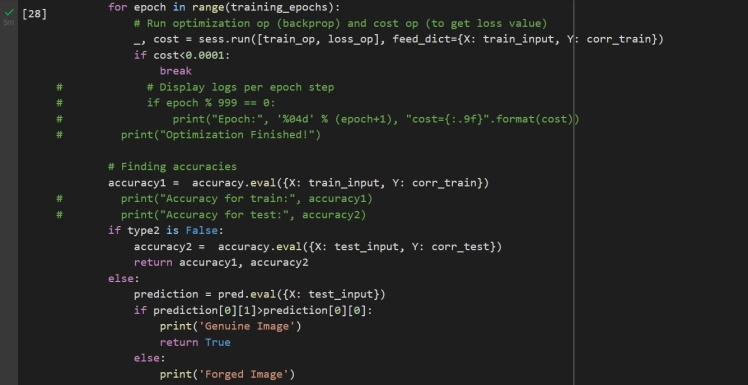 [28]
5m
for epoch in range(training_epochs):
# Run optimization op (backprop) and cost op (to get loss value)
_, cost = sess.run([train_op, loss_op], feed_dict={X: train_input, Y: corr_train})
if cost<0.0001:
break
# # Display logs per epoch step
# if epoch % 999 == 0:
# print("Epoch:", '%04d' % (epoch+1), "cost={:.9f}".format(cost))
# print("Optimization Finished!")
# Finding accuracies
accuracy1 = accuracy.eval({X: train_input, Y: corr_train})
# print("Accuracy for train:", accuracy1)
# print("Accuracy for test:", accuracy2)
if type2 is False:
accuracy2 = accuracy.eval({X: test_input, Y: corr_test})
return accuracy1, accuracy2
else:
prediction = pred.eval({X: test_input})
if prediction[0][1]>prediction[0][0]:
print('Genuine Image')
return True
else:
print('Forged Image')